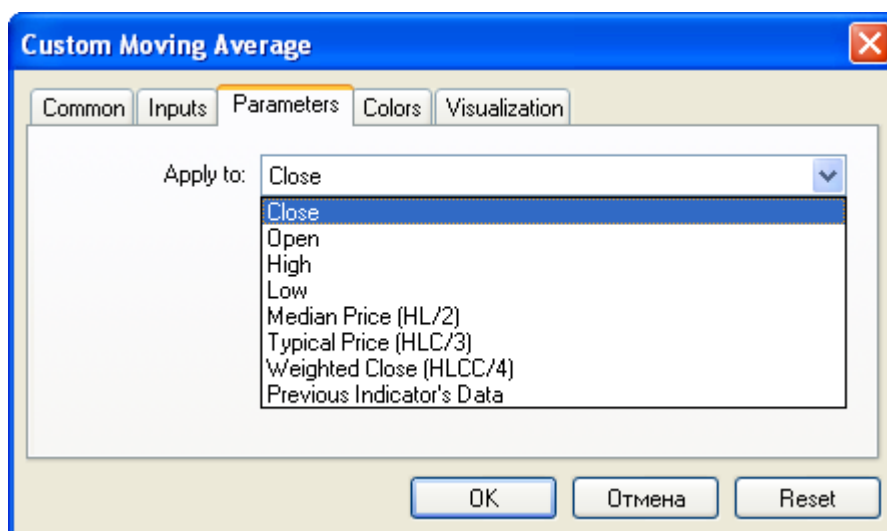 Custom Moving Average
Common Inputs Parameters Colors Visualization
Apply to: Close
Close
Open
High
Low
Median Price (HL/2)
Typical Price (HLC/3)
Weighted Close (HLCC/4)
Previous Indicator's Data
OK Отмена Reset